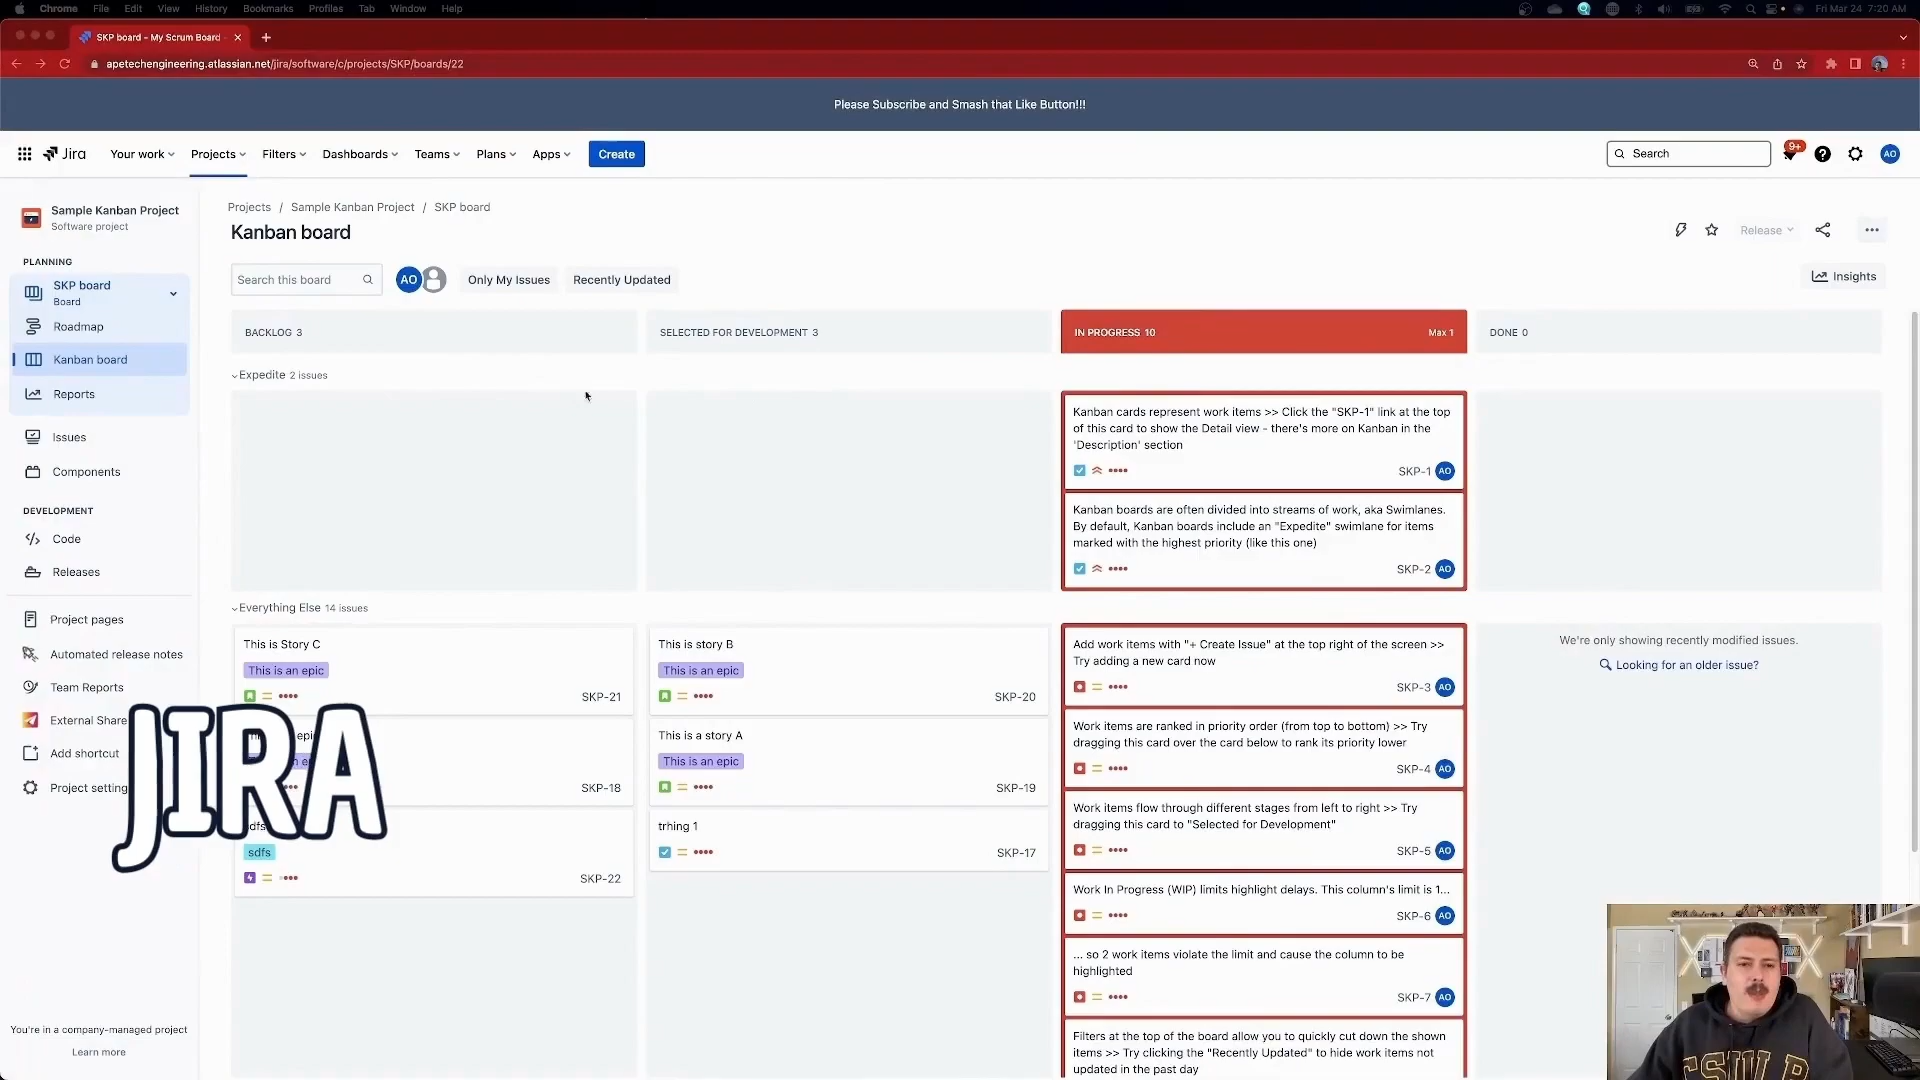 Chrome File Edit View History Bookmarks Profiles Tab Window Help
Fri Mar 24 7:20 AM
SKP board - My Scrum Board
apetechengineering.atlassian.net/jira/software/c/projects/SKP/boards/22
Please Subscribe and Smash that Like Button!!!
Jira Your work Projects Filters Dashboards Teams Plans Apps Create
Search
9+
AO
Sample Kanban Project
Software project
PLANNING
SKP board
Board
Roadmap
Kanban board
Reports
Issues
Components
DEVELOPMENT
Code
Releases
Project pages
Automated release notes
Team Reports
External Share
Add shortcut
Project setting
You're in a company-managed project
Learn more
JIRA
Projects / Sample Kanban Project / SKP board
Kanban board
Release
Search this board
AO
Only My Issues
Recently Updated
Insights
BACKLOG 3
SELECTED FOR DEVELOPMENT 3
IN PROGRESS 10
Max 1
DONE 0
Expedite 2 issues
Kanban cards represent work items >> Click the "SKP-1" link at the top
of this card to show the Detail view - there's more on Kanban in the
'Description' section
SKP-1 AO
Kanban boards are often divided into streams of work, aka Swimlanes.
By default, Kanban boards include an "Expedite" swimlane for items
marked with the highest priority (like this one)
SKP-2 AO
Everything Else 14 issues
This is Story C
This is an epic
SKP-21
SKP-18
sdfs
SKP-22
This is story B
This is an epic
SKP-20
This is a story A
This is an epic
SKP-19
trhing 1
SKP-17
Add work items with "+ Create Issue" at the top right of the screen >>
Try adding a new card now
SKP-3 AO
Work items are ranked in priority order (from top to bottom) >> Try
dragging this card over the card below to rank its priority lower
SKP-4 AO
Work items flow through different stages from left to right >> Try
dragging this card to "Selected for Development"
SKP-5 AO
Work In Progress (WIP) limits highlight delays. This column's limit is 1...
SKP-6 AO
... so 2 work items violate the limit and cause the column to be
highlighted
SKP-7 AO
Filters at the top of the board allow you to quickly cut down the shown
items >> Try clicking the "Recently Updated" to hide work items not
updated in the past day
We're only showing recently modified issues.
Looking for an older issue?